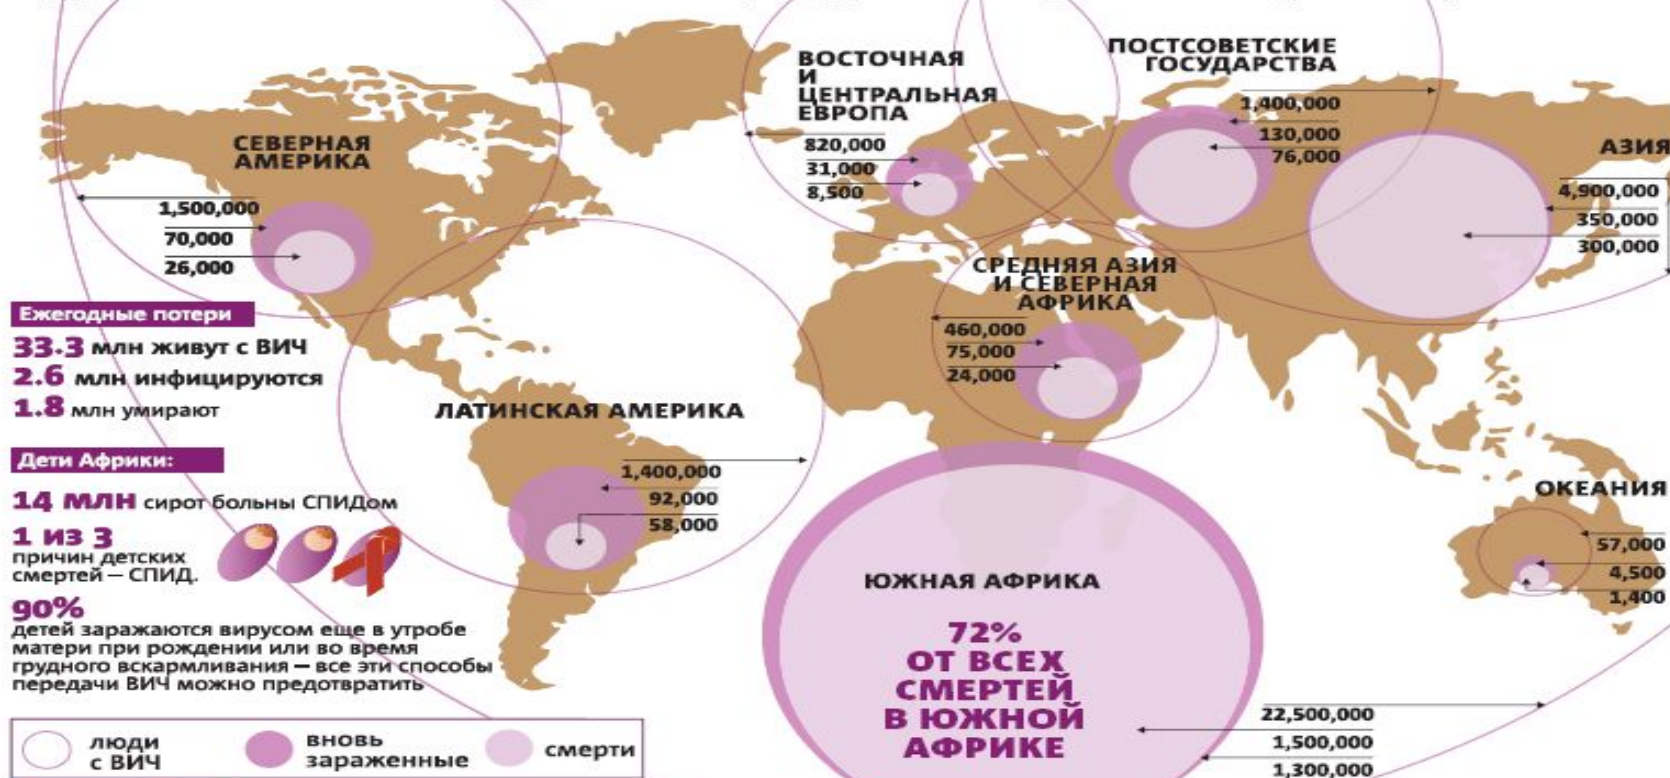 СЕВЕРНАЯ
АМЕРИКА
1,500,000
70,000
26,000
ВОСТОЧНАЯ
И
ЦЕНТРАЛЬНАЯ
ЕВРОПА
820,000
31,000
8,500
ПОСТСОВЕТСКИЕ
ГОСУДАРСТВА
1,400,000
130,000
76,000
АЗИЯ
4,900,000
350,000
300,000
СРЕДНЯЯ АЗИЯ
И СЕВЕРНАЯ
АФРИКА
460,000
75,000
24,000
Ежегодные потери
33.3 млн живут с ВИЧ
2.6 млн инфицируются
1.8 млн умирают
ЛАТИНСКАЯ АМЕРИКА
1,400,000
92,000
58,000
Дети Африки:
14 МЛН сирот больны СПИДом
1 из 3
причин детских
смертей – СПИД.
90%
детей заражаются вирусом еще в утробе
матери при рождении или во время
грудного вскармливания – все эти способы
передачи ВИЧ можно предотвратить
ОКЕАНИЯ
57,000
4,500
1,400
ЮЖНАЯ АФРИКА
72%
ОТ ВСЕХ
СМЕРТЕЙ
В ЮЖНОЙ
АФРИКЕ
22,500,000
1,500,000
1,300,000
люди
с ВИЧ
вновь
зараженные
смерти